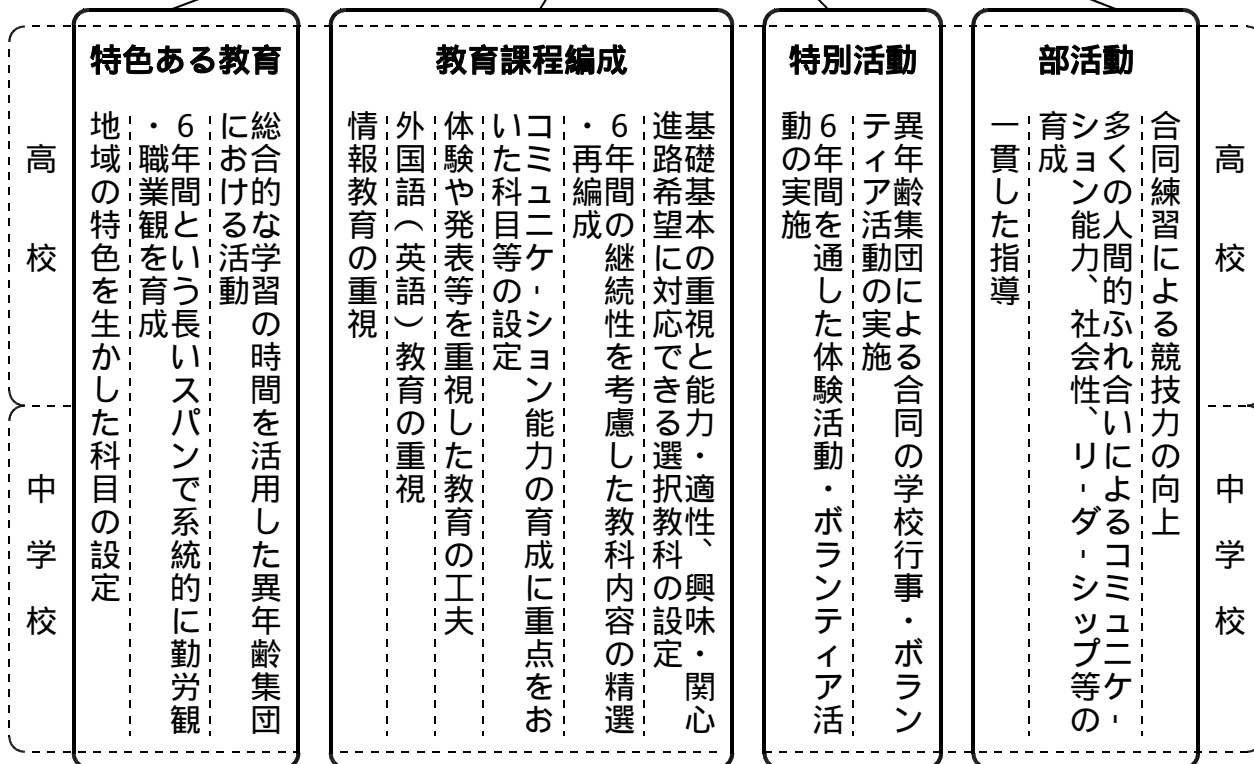 高校
中学校
部活動
合同練習による競技力の向上
多くの人間的ふれ合いによるコミュニケ-
ション能力、社会性、リ-ダ-シップ等の
育成
一貫した指導
特別活動
異年齢集団による合同の学校行事・ボラン
ティア活動の実施
6年間を通した体験活動・ボランティア活
動の実施
教育課程編成
基礎基本の重視と能力・適性、興味・関心
進路希望に対応できる選択教科の設定
6年間の継続性を考慮した教科内容の精選
・再編成
コミュニケ-ション能力の育成に重点をお
いた科目等の設定
体験や発表等を重視した教育の工夫
外国語(英語)教育の重視
情報教育の重視
特色ある教育
総合的な学習の時間を活用した異年齢集団
における活動
6年間という長いスパンで系統的に勤労観
・職業観を育成
地域の特色を生かした科目の設定
高校
中学校